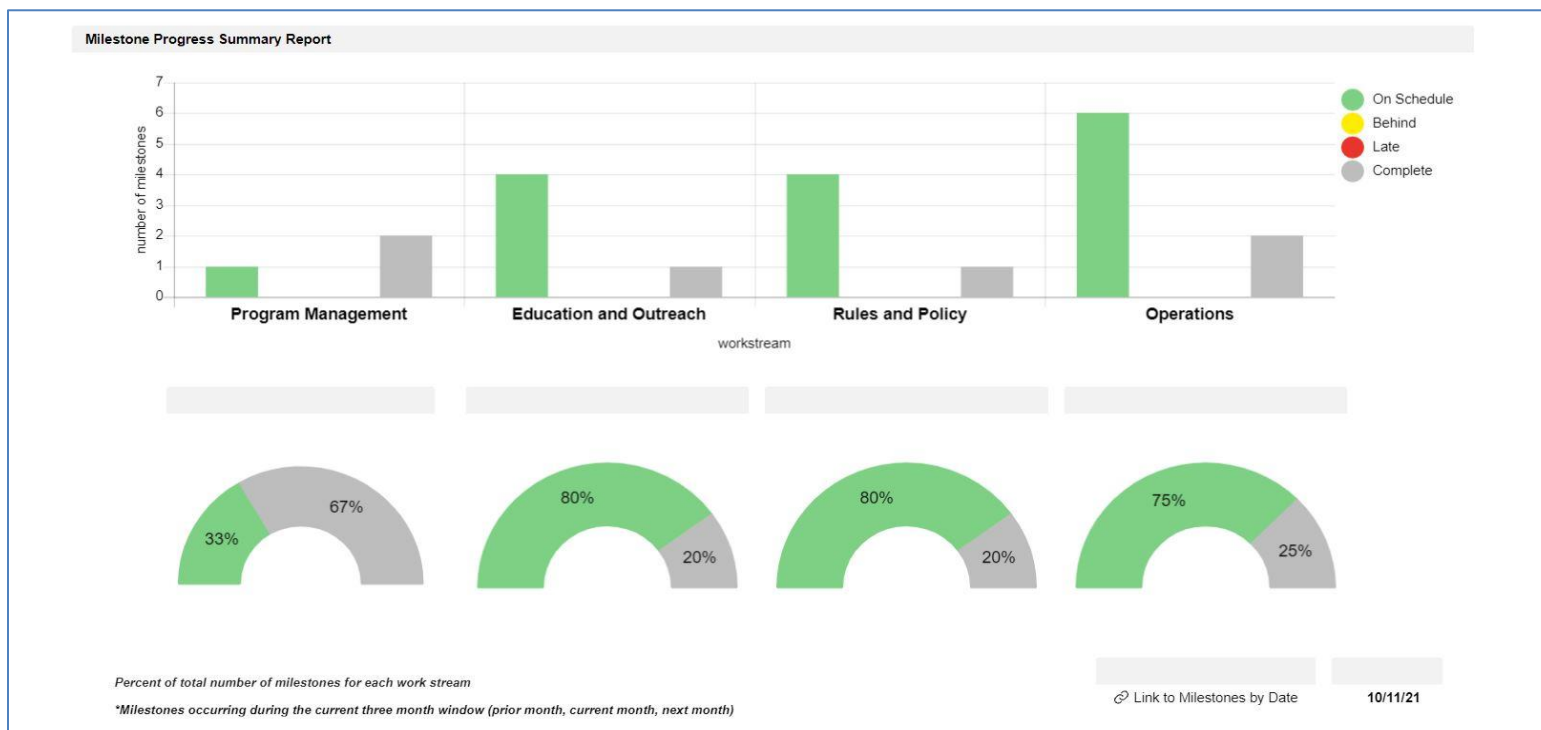 Milestone Progress Summary Report
7
6
5
4
3
2
1
0
number of milestones
On Schedule
Behind
Late
Complete
Program Management
Education and Outreach
Rules and Policy
Operations
workstream
33%
67%
80%
20%
80%
20%
75%
25%
Percent of total number of milestones for each work stream
*Milestones occurring during the current three month window (prior month, current month, next month)
Link to Milestones by Date
10/11/21